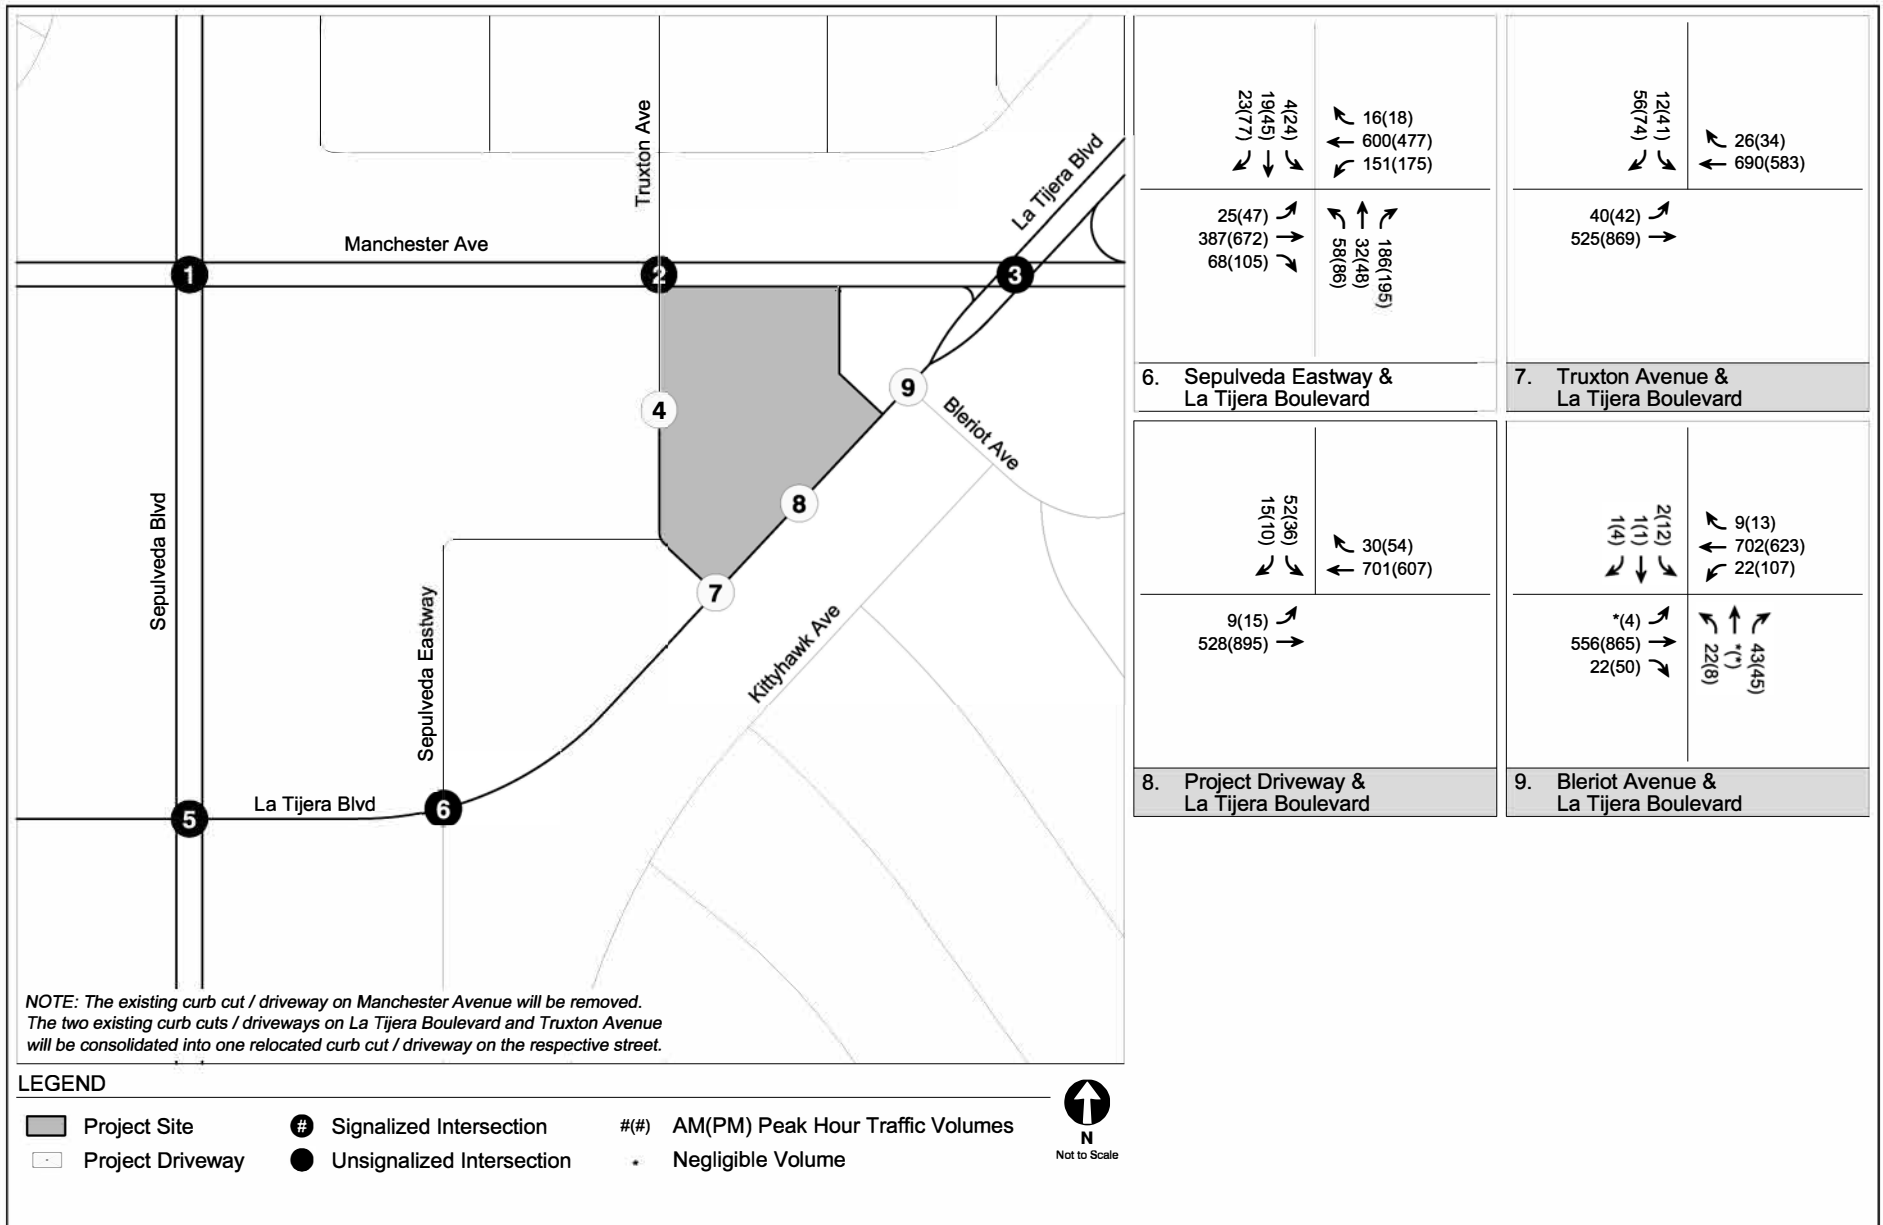 Truxton Ave
La Tijera Blvd
Manchester Ave
1
2
3
4
9
Bleriot Ave
8
Sepulveda Blvd
7
Sepulveda Eastway
Kittyhawk Ave
La Tijera Blvd
5
6
NOTE: The existing curb cut / driveway on Manchester Avenue will be removed.
The two existing curb cuts / driveways on La Tijera Boulevard and Truxton Avenue
will be consolidated into one relocated curb cut / driveway on the respective street.
23(77)
19(45)
4(24)
16(18)
600(477)
151(175)
25(47)
387(672)
68(105)
58(86)
32(48)
186(195)
6. Sepulveda Eastway &
La Tijera Boulevard
56(74)
12(41)
26(34)
690(583)
40(42)
525(869)
7. Truxton Avenue &
La Tijera Boulevard
15(10)
52(36)
30(54)
701(607)
9(15)
528(895)
8. Project Driveway &
La Tijera Boulevard
1(4)
1(1)
2(12)
9(13)
702(623)
22(107)
*(4)
556(865)
22(50)
22(8)
*(*)
43(45)
9. Bleriot Avenue &
La Tijera Boulevard
LEGEND
Project Site
# Signalized Intersection
#(#) AM(PM) Peak Hour Traffic Volumes
Project Driveway
Unsignalized Intersection
* Negligible Volume
N
Not to Scale